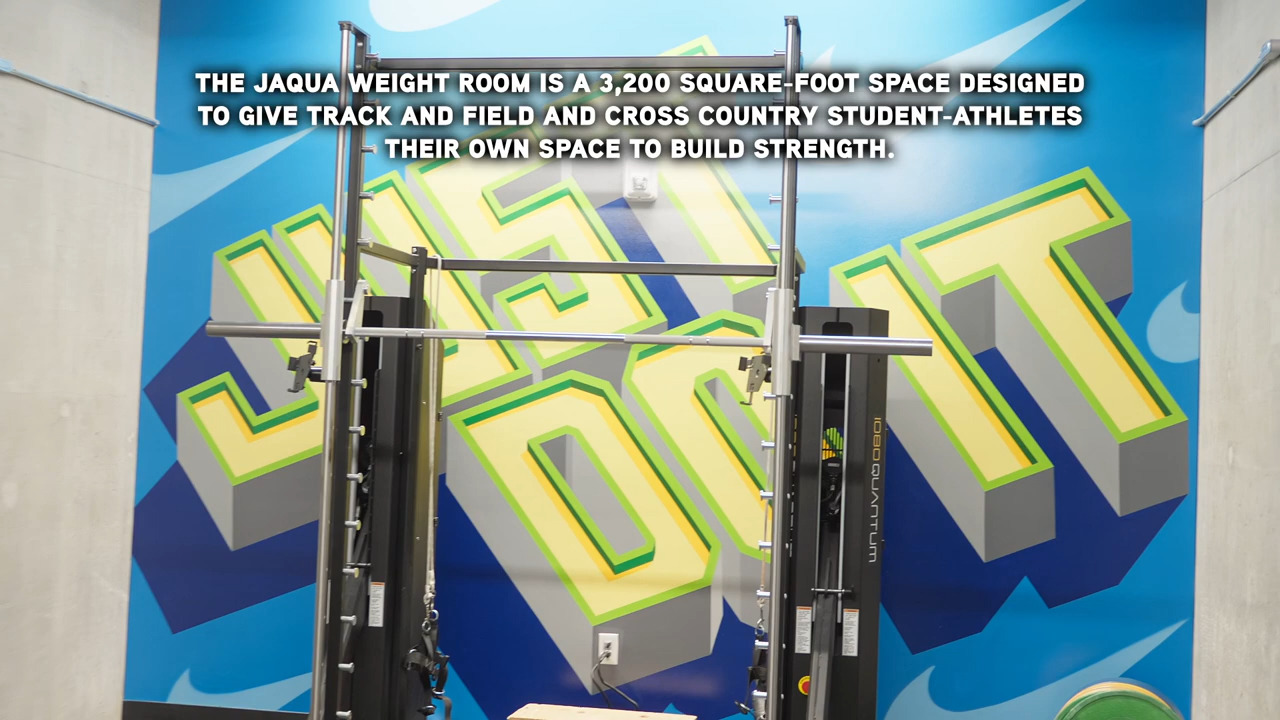 THE JAQUA WEIGHT ROOM IS A 3,200 SQUARE-FOOT SPACE DESIGNED
TO GIVE TRACK AND FIELD AND CROSS COUNTRY STUDENT-ATHLETES
THEIR OWN SPACE TO BUILD STRENGTH.
JUST
DO IT
1080 QUANTUM